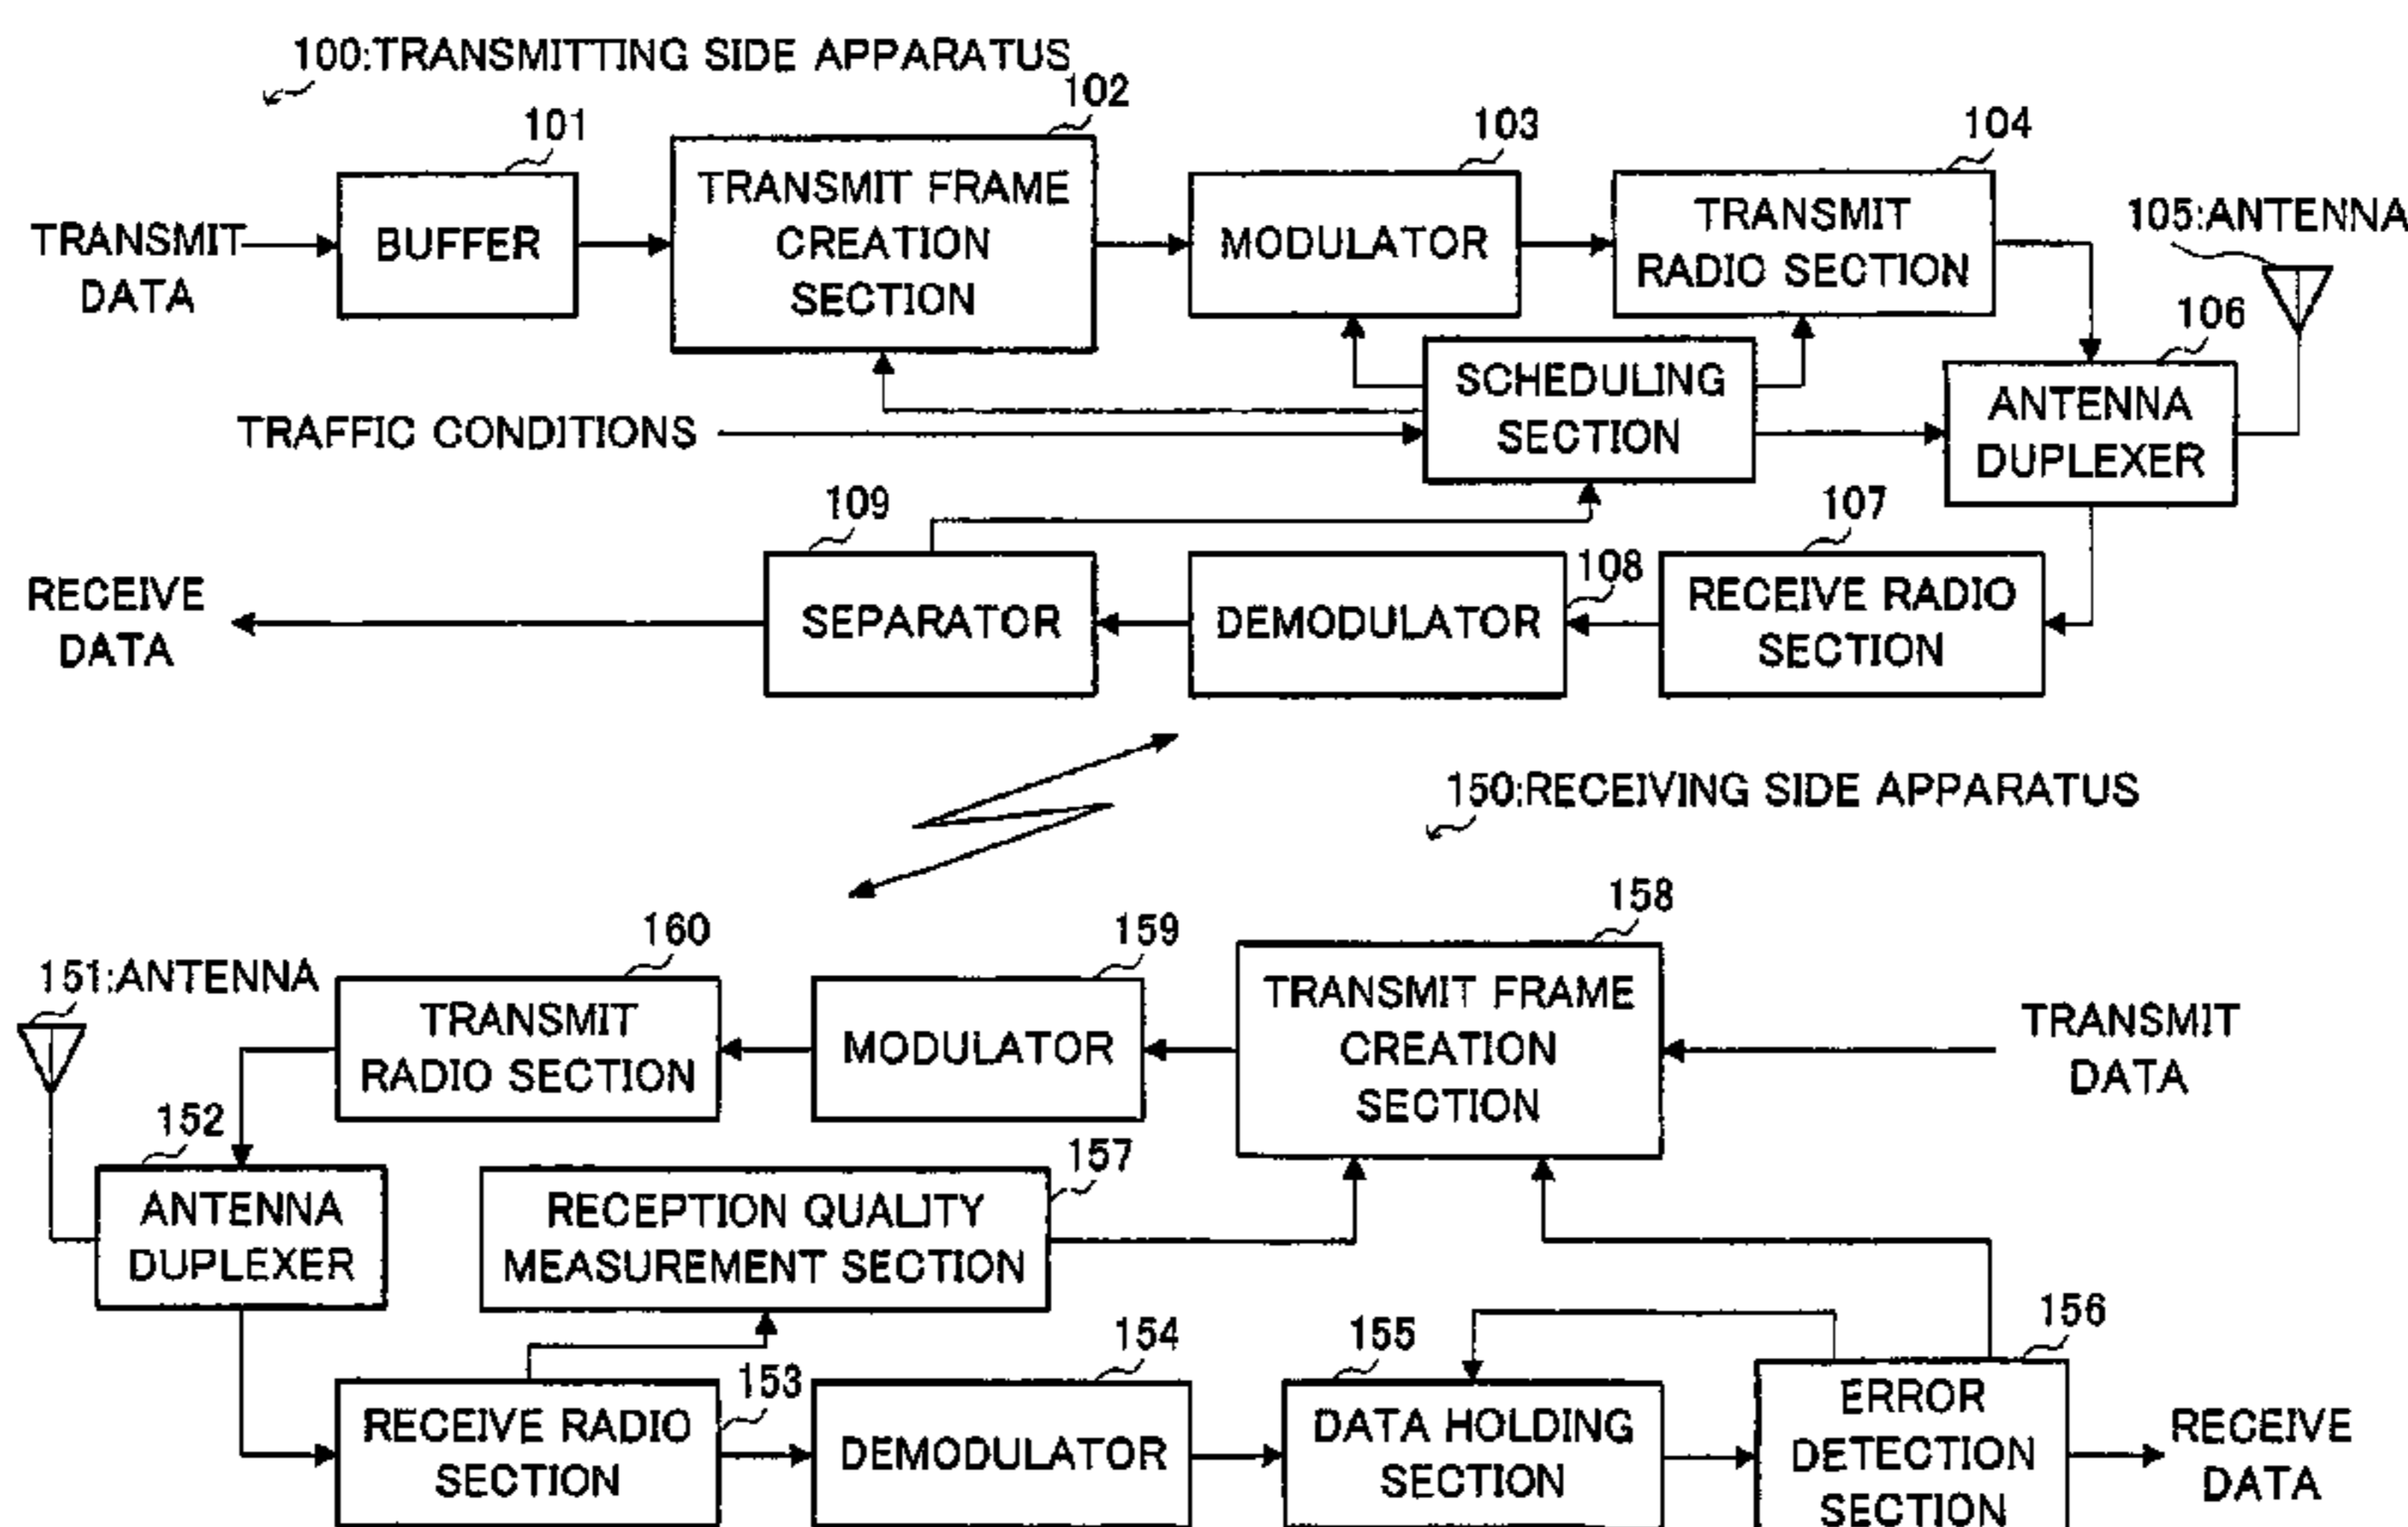 100:TRANSMITTING SIDE APPARATUS
101
102
103
104
TRANSMIT
DATA
BUFFER
TRANSMIT FRAME
CREATION
SECTION
MODULATOR
TRANSMIT
RADIO SECTION
105:ANTENNA
106
SCHEDULING
SECTION
ANTENNA
DUPLEXER
TRAFFIC CONDITIONS
109
108
107
RECEIVE
DATA
SEPARATOR
DEMODULATOR
RECEIVE RADIO
SECTION
150:RECEIVING SIDE APPARATUS
151:ANTENNA
160
159
158
TRANSMIT
RADIO SECTION
MODULATOR
TRANSMIT FRAME
CREATION
SECTION
TRANSMIT
DATA
152
157
ANTENNA
DUPLEXER
RECEPTION QUALITY
MEASUREMENT SECTION
153
154
155
156
RECEIVE RADIO
SECTION
DEMODULATOR
DATA HOLDING
SECTION
ERROR
DETECTION
SECTION
RECEIVE
DATA